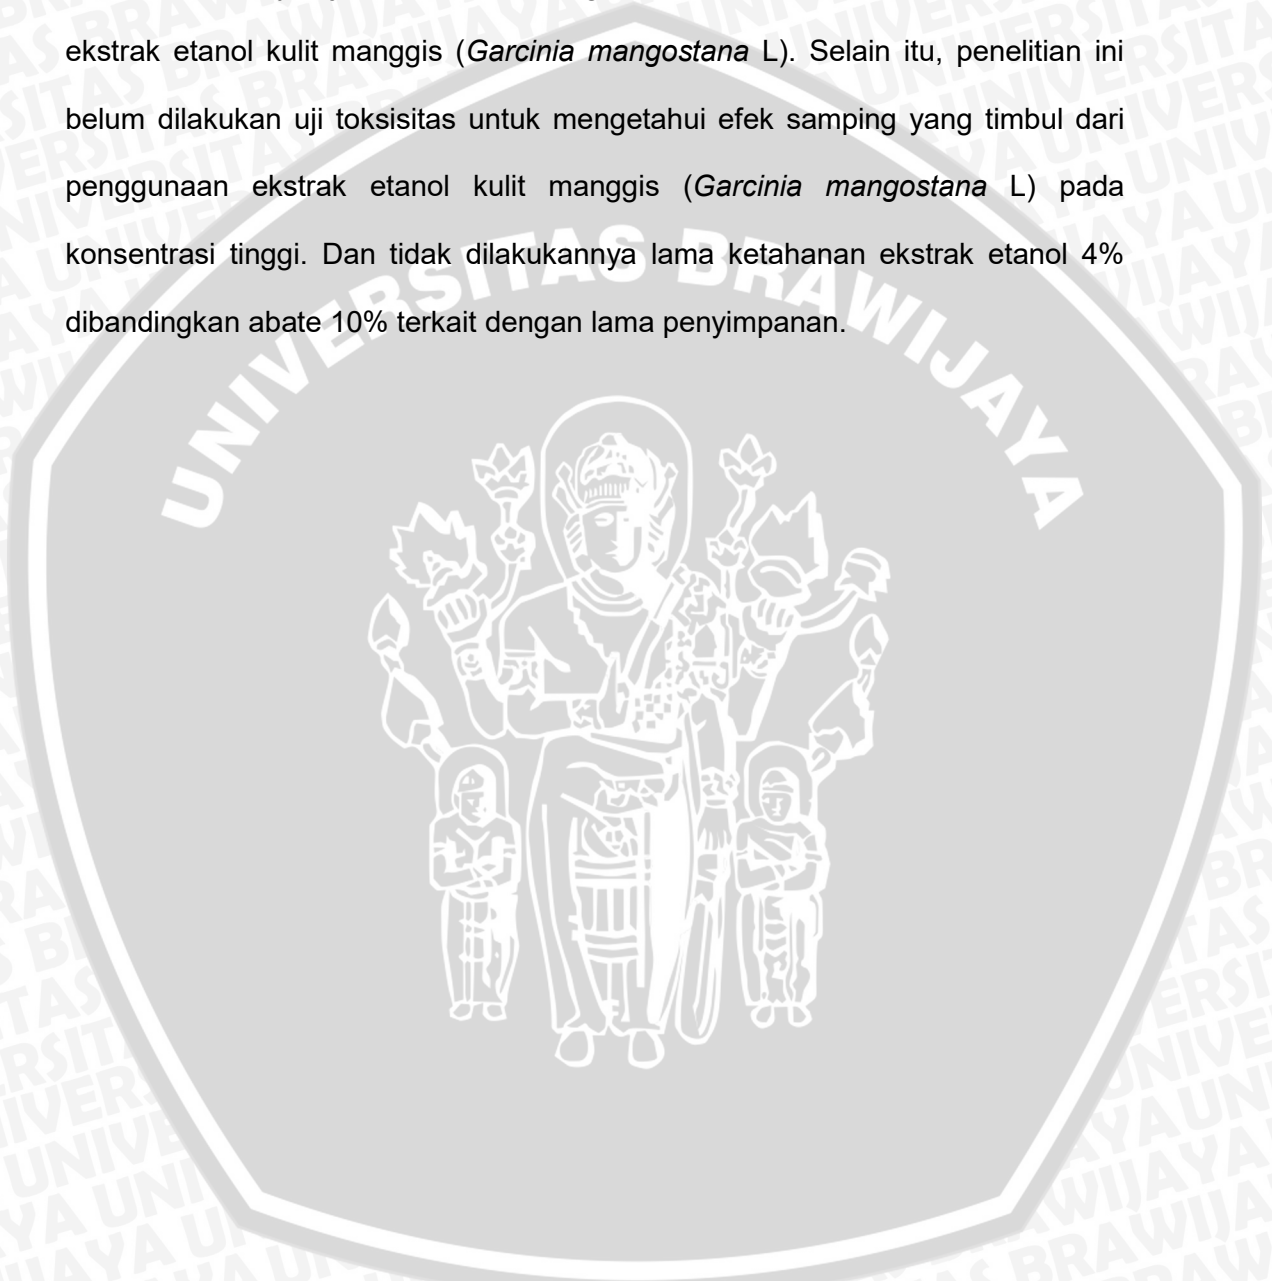 ekstrak etanol kulit manggis (Garcinia mangostana L). Selain itu, penelitian ini
belum dilakukan uji toksisitas untuk mengetahui efek samping yang timbul dari
penggunaan ekstrak etanol kulit manggis (Garcinia mangostana L) pada
konsentrasi tinggi. Dan tidak dilakukannya lama ketahanan ekstrak etanol 4%
dibandingkan abate 10% terkait dengan lama penyimpanan.
UNIVERSITAS BRAWIJAYA